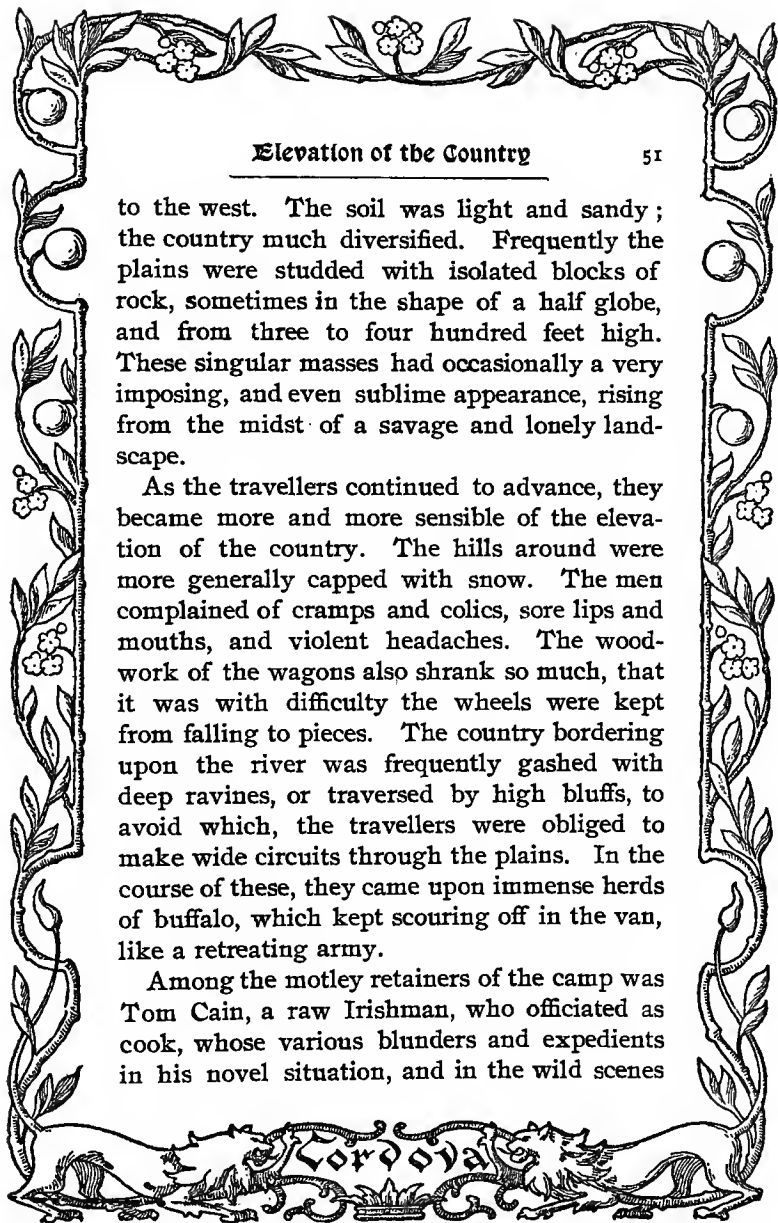 Elevation of the Country 51
to the west. The soil was light and sandy ;
the country much diversified. Frequently the
plains were studded with isolated blocks of
rock, sometimes in the shape of a half globe,
and from three to four hundred feet high.
These singular masses had occasionally a very
imposing, and even sublime appearance, rising
from the midst of a savage and lonely land-
scape.
As the travellers continued to advance, they
became more and more sensible of the eleva-
tion of the country. The hills around were
more generally capped with snow. The men
complained of cramps and colics, sore lips and
mouths, and violent headaches. The wood-
work of the wagons also shrank so much, that
it was with difficulty the wheels were kept
from falling to pieces. The country bordering
upon the river was frequently gashed with
deep ravines, or traversed by high bluffs, to
avoid which, the travellers were obliged to
make wide circuits through the plains. In the
course of these, they came upon immense herds
of buffalo, which kept scouring off in the van,
like a retreating army.
Among the motley retainers of the camp was
Tom Cain, a raw Irishman, who officiated as
cook, whose various blunders and expedients
in his novel situation, and in the wild scenes
Cordova